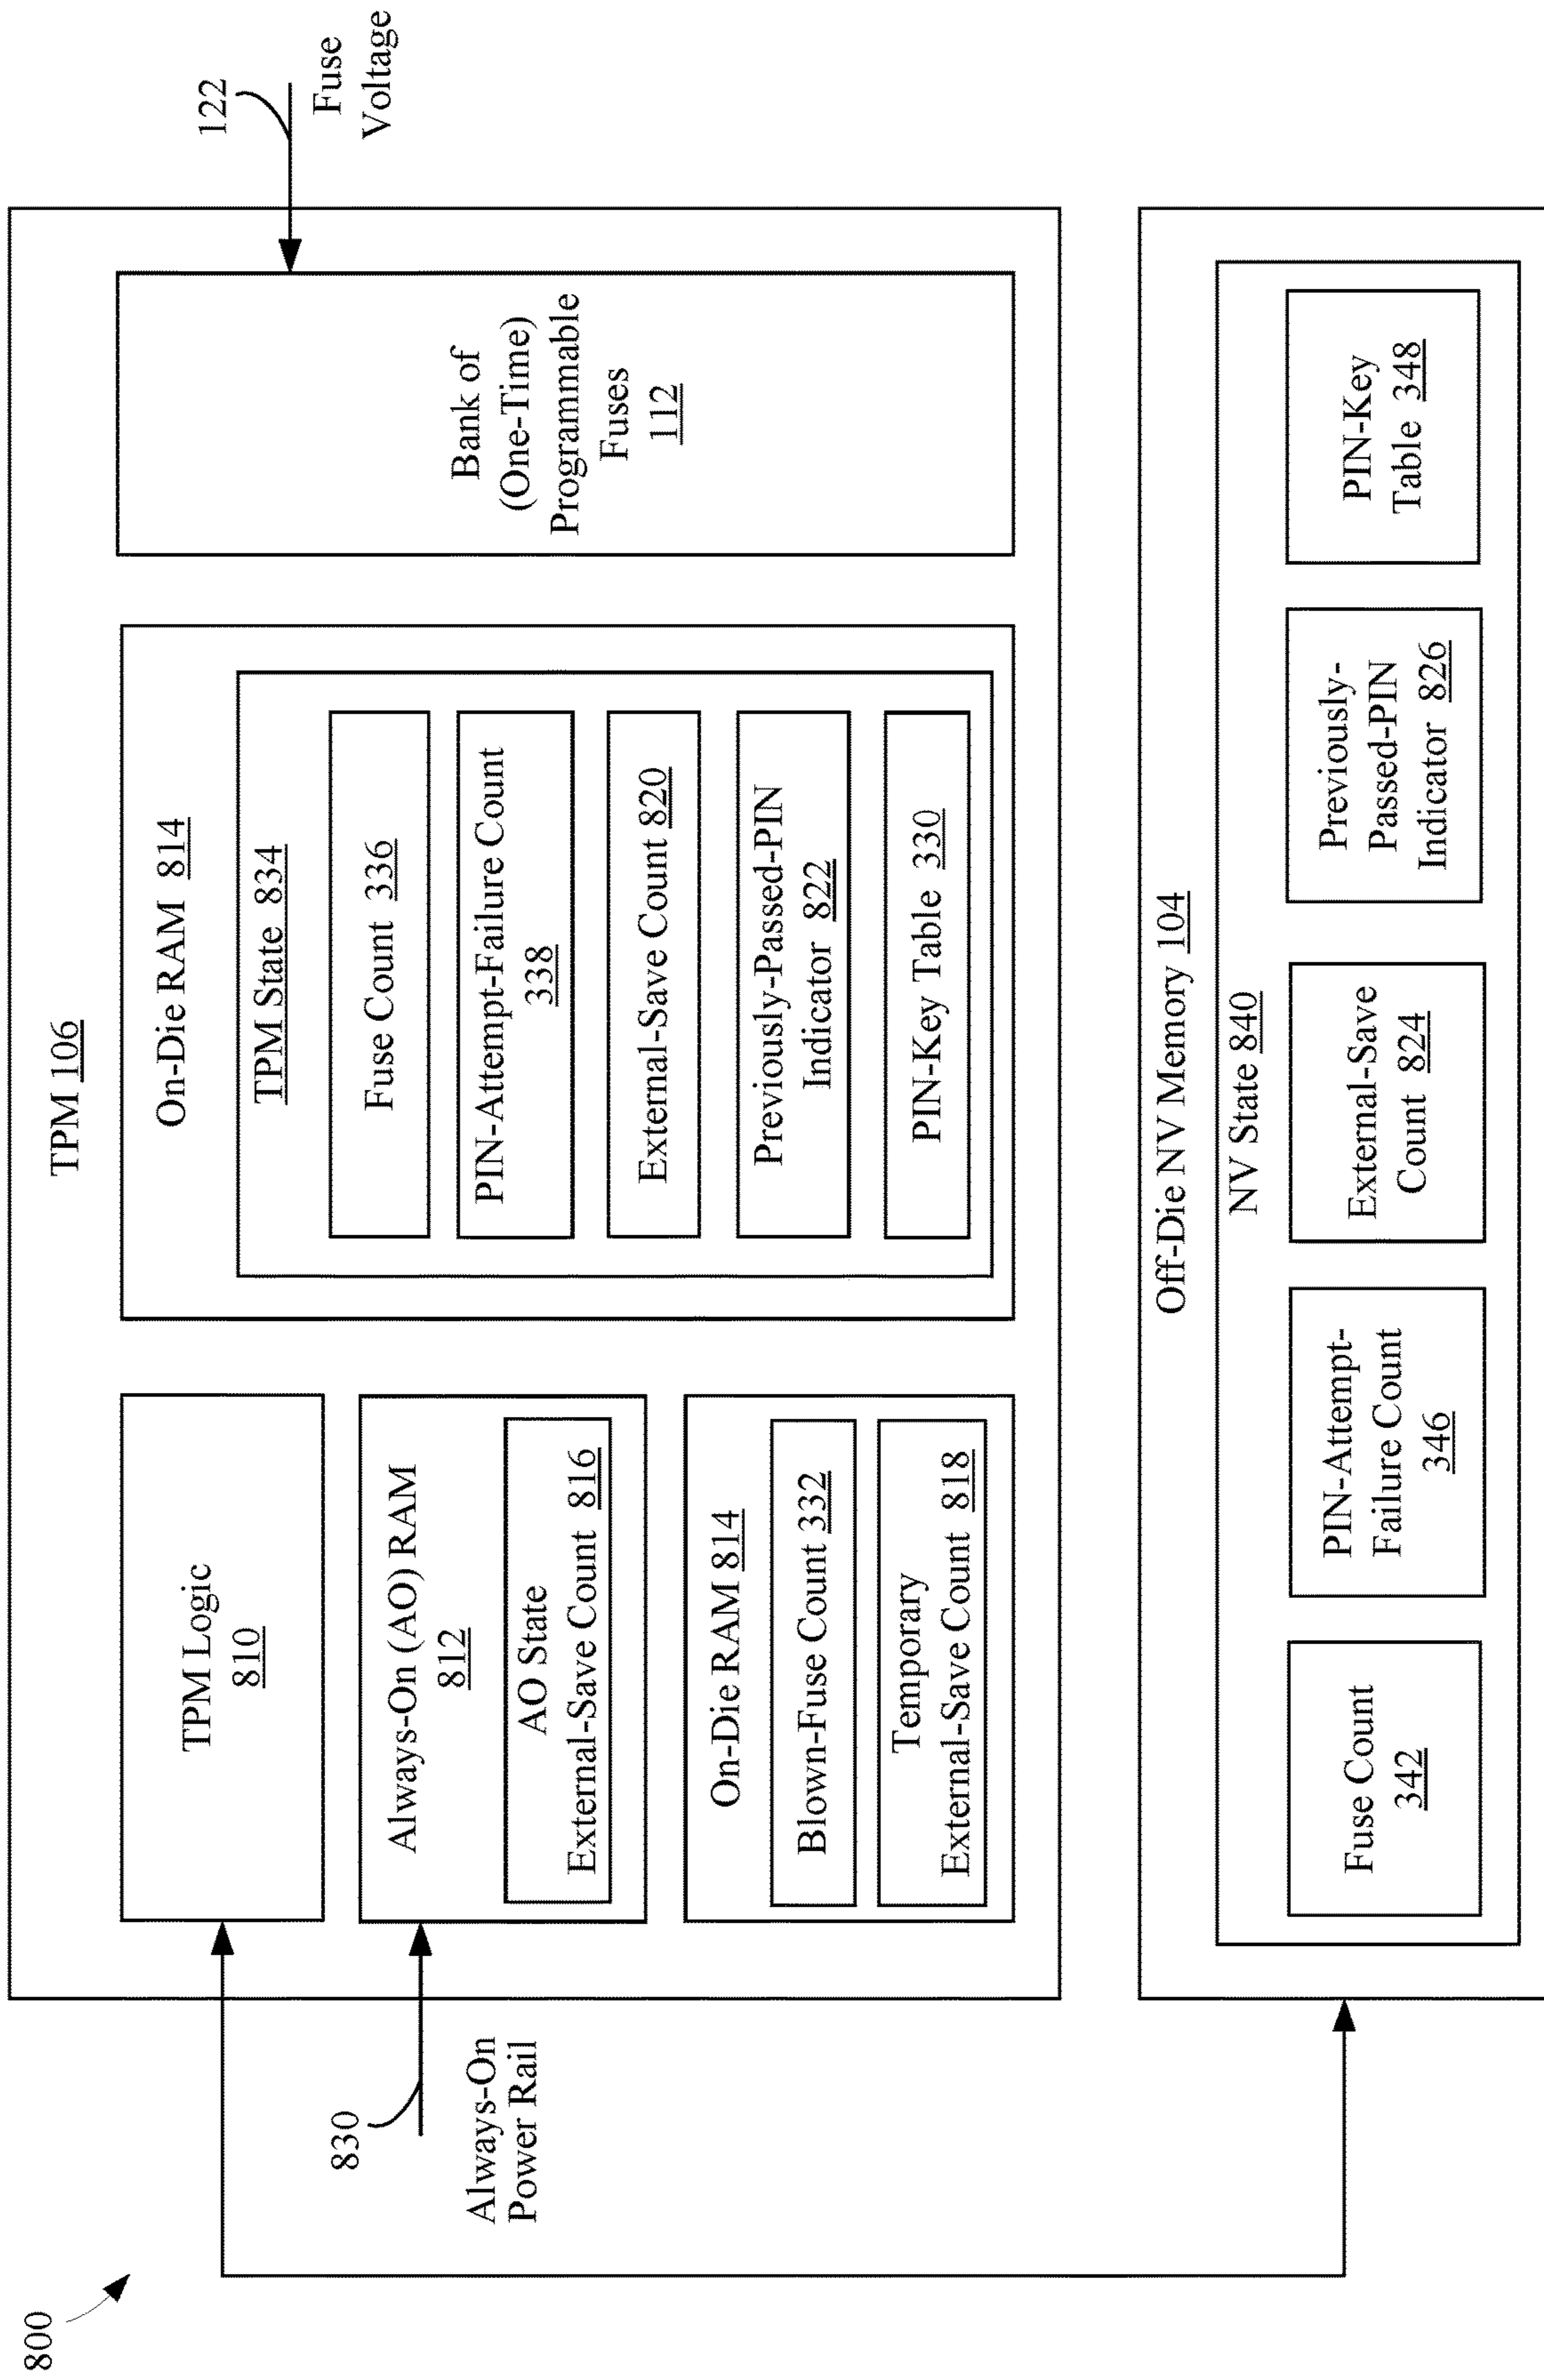 800
TPM 106
122
Fuse
Voltage
830
Always-On
Power Rail
TPM Logic
810
Always-On (AO) RAM
812
AO State
External-Save Count 816
On-Die RAM 814
Blown-Fuse Count 332
Temporary
External-Save Count 818
On-Die RAM 814
TPM State 834
Fuse Count 336
PIN-Attempt-Failure Count
338
External-Save Count 820
Previously-Passed-PIN
Indicator 822
PIN-Key Table 330
Bank of
(One-Time)
Programmable
Fuses
112
Off-Die NV Memory 104
NV State 840
Fuse Count
342
PIN-Attempt-
Failure Count
346
External-Save
Count 824
Previously-
Passed-PIN
Indicator 826
PIN-Key
Table 348